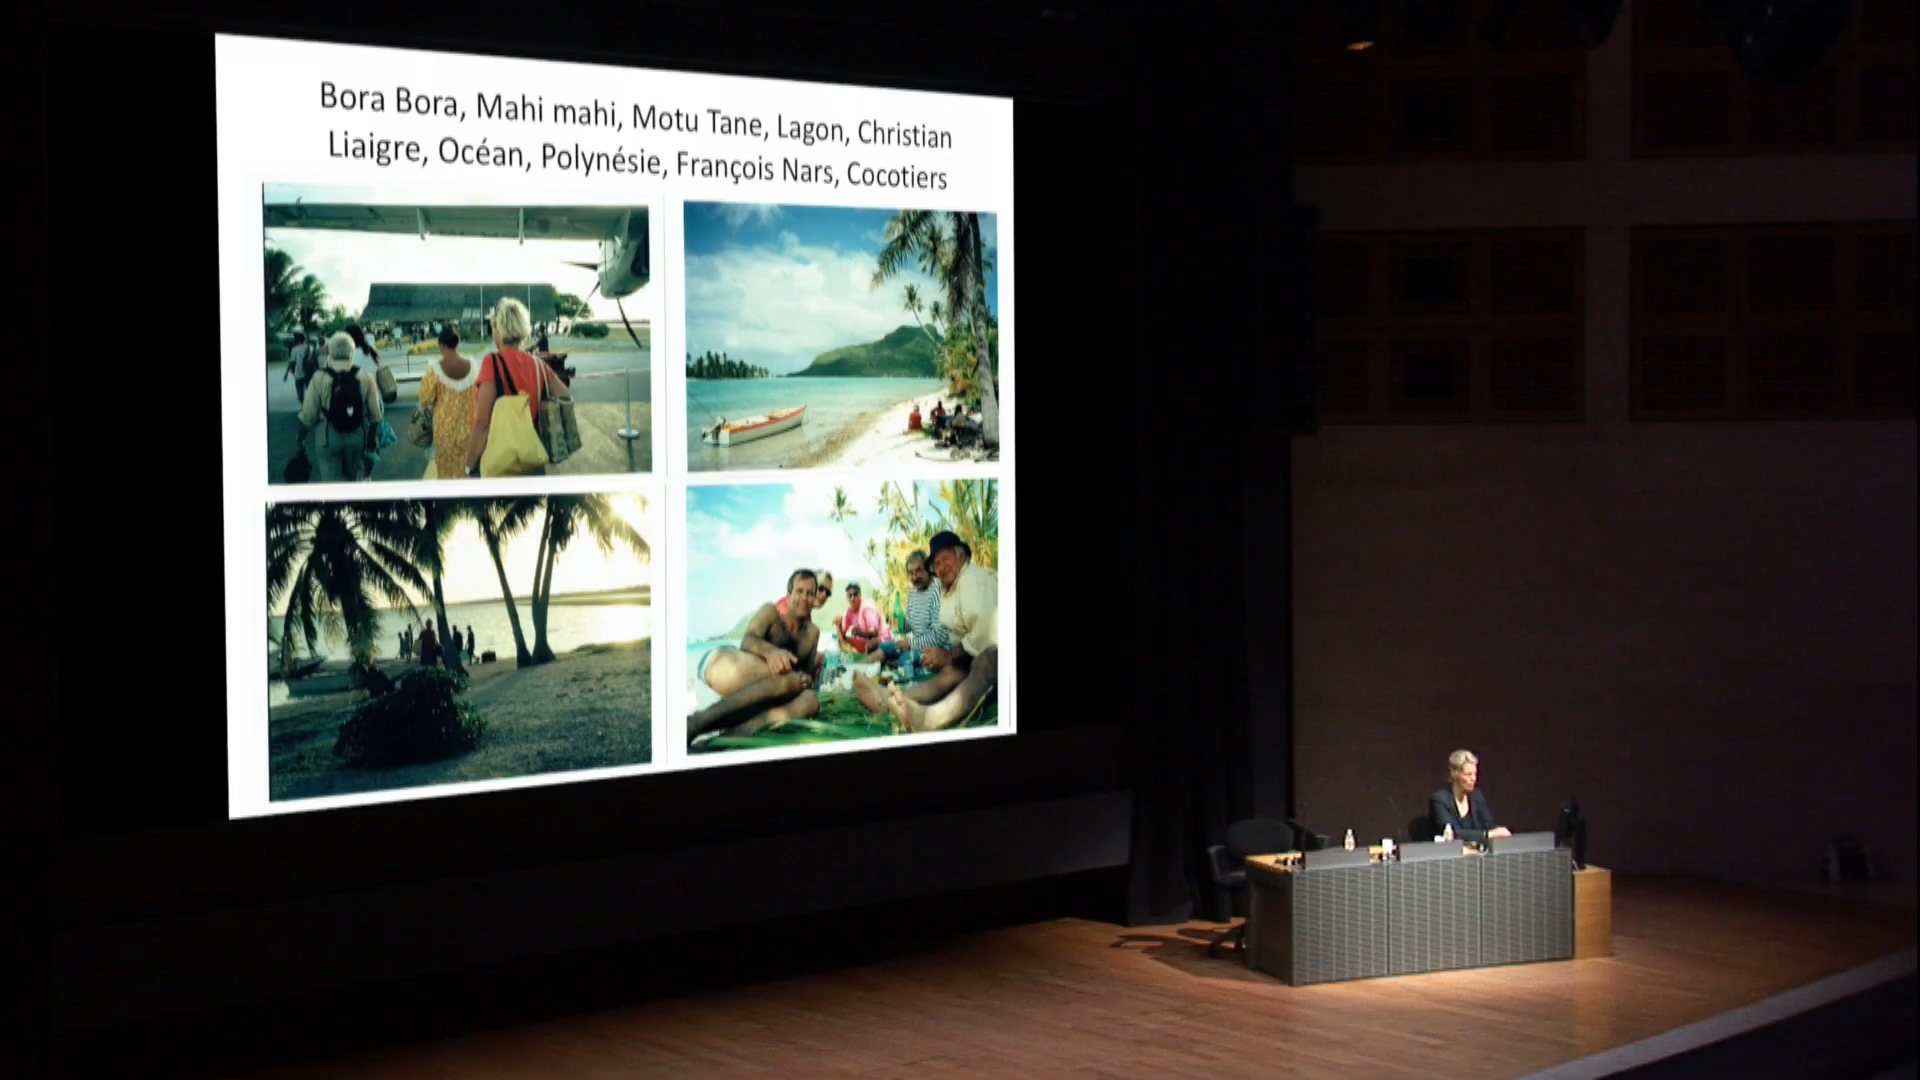 Bora Bora, Mahi mahi, Motu Tane, Lagon, Christian
Liaigre, Océan, Polynésie, François Nars, Cocotiers